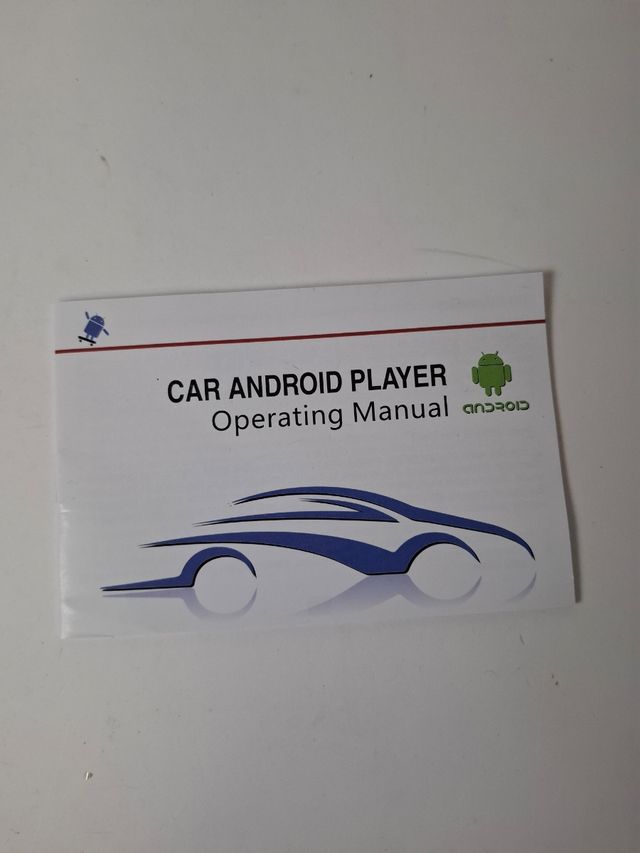 CAR ANDROID PLAYER
Operating Manual
ANDROID